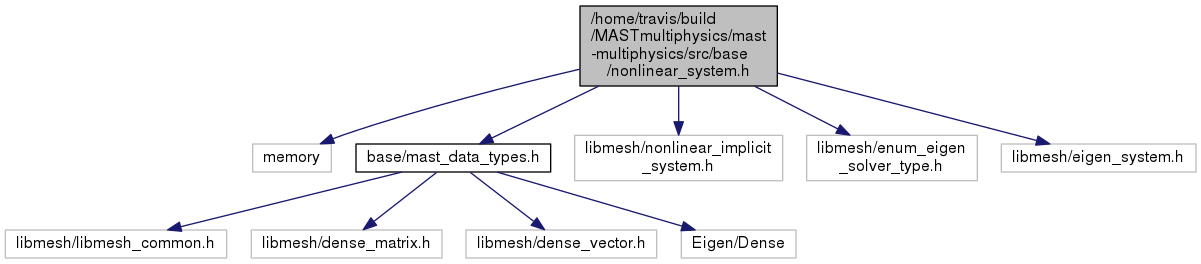 /home/travis/build
/MASTmultiphysics/mast
-multiphysics/src/base
/nonlinear_system.h
memory
base/mast_data_types.h
libmesh/nonlinear_implicit
_system.h
libmesh/enum_eigen
_solver_type.h
libmesh/eigen_system.h
libmesh/libmesh_common.h
libmesh/dense_matrix.h
libmesh/dense_vector.h
Eigen/Dense